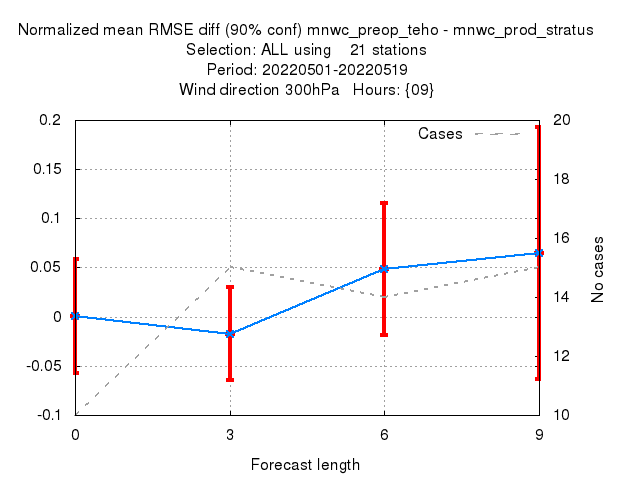 Normalized mean RMSE diff (90% conf) mnwc_preop_teho - mnwc_prod_stratus
Selection: ALL using    21 stations
Period: 20220501-20220519
Wind direction 300hPa   Hours: {09}
Cases
0.2
0.15
0.1
0.05
0
-0.05
-0.1
20
18
16
14
12
10
No cases
0 3 6 9
Forecast length